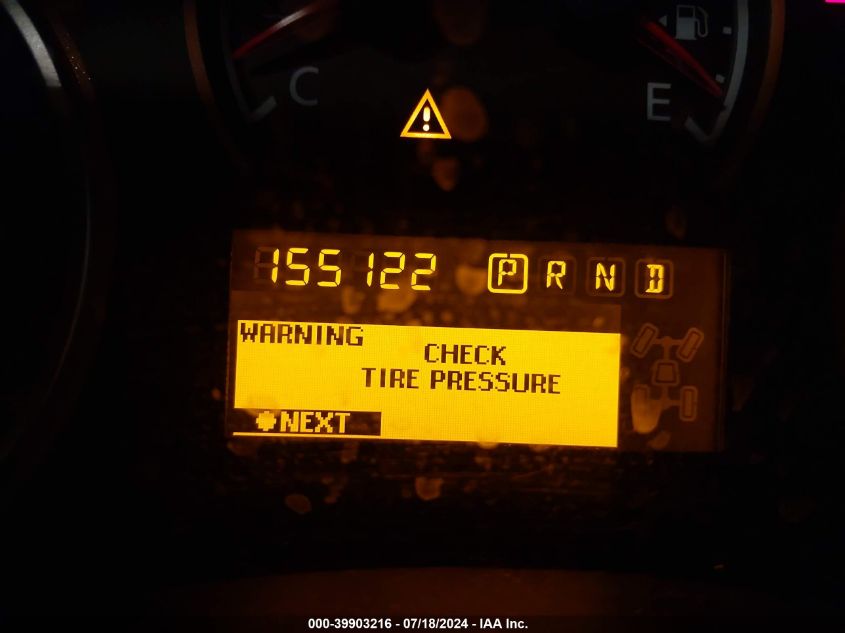 C
E
155122 P R N D
WARNING
CHECK
TIRE PRESSURE
✽NEXT
000-39903216 - 07/18/2024 - IAA Inc.